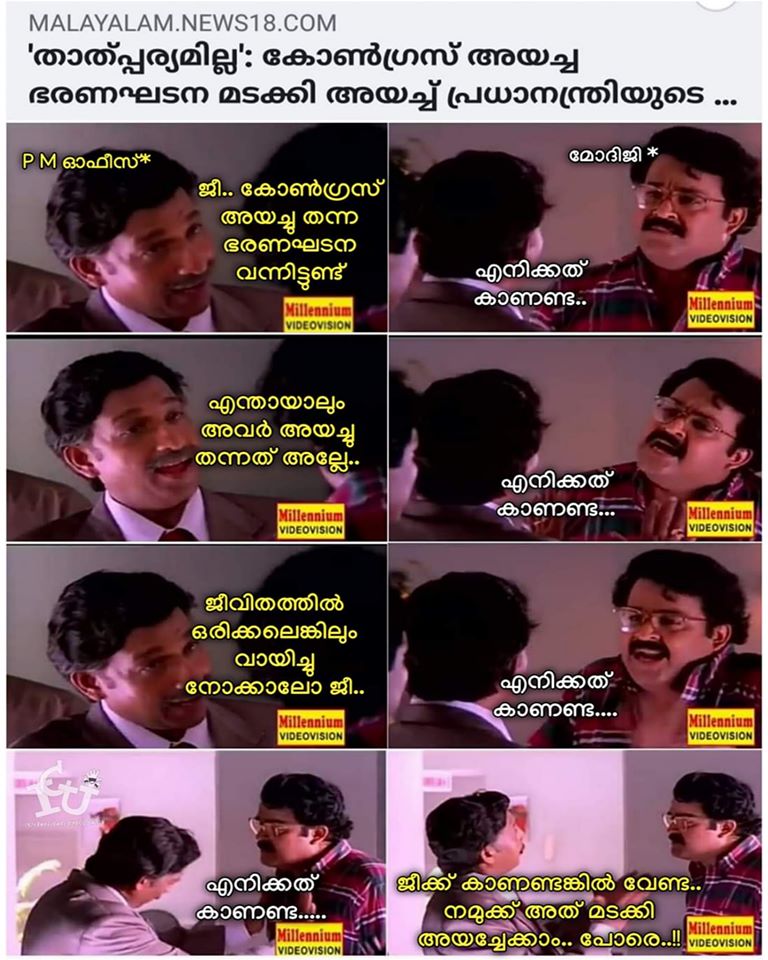 MALAYALAM.NEWS18.COM
'താത്പ്പര്യമില്ല': കോൺഗ്രസ് അയച്ച
ഭരണഘടന മടക്കി അയച്ച് പ്രധാനന്ത്രിയുടെ ...
P M ഓഫീസ്*
ജീ.. കോൺഗ്രസ്
അയച്ചു തന്ന
ഭരണഘടന
വന്നിട്ടുണ്ട്
Millennium
VIDEOVISION
മോദിജി *
എനിക്കത്
കാണണ്ട..
Millennium
VIDEOVISION
എന്തായാലും
അവർ അയച്ചു
തന്നത് അല്ലേ..
Millennium
VIDEOVISION
എനിക്കത്
കാണണ്ട...
Millennium
VIDEOVISION
ജീവിതത്തിൽ
ഒരിക്കലെങ്കിലും
വായിച്ചു
നോക്കാലോ ജീ..
Millennium
VIDEOVISION
എനിക്കത്
കാണണ്ട....
Millennium
VIDEOVISION
എനിക്കത്
കാണണ്ട.....
Millennium
VIDEOVISION
ജീക്ക് കാണണ്ടങ്കിൽ വേണ്ട..
നമുക്ക് അത് മടക്കി
അയച്ചേക്കാം.. പോരെ..!!
Millennium
VIDEOVISION